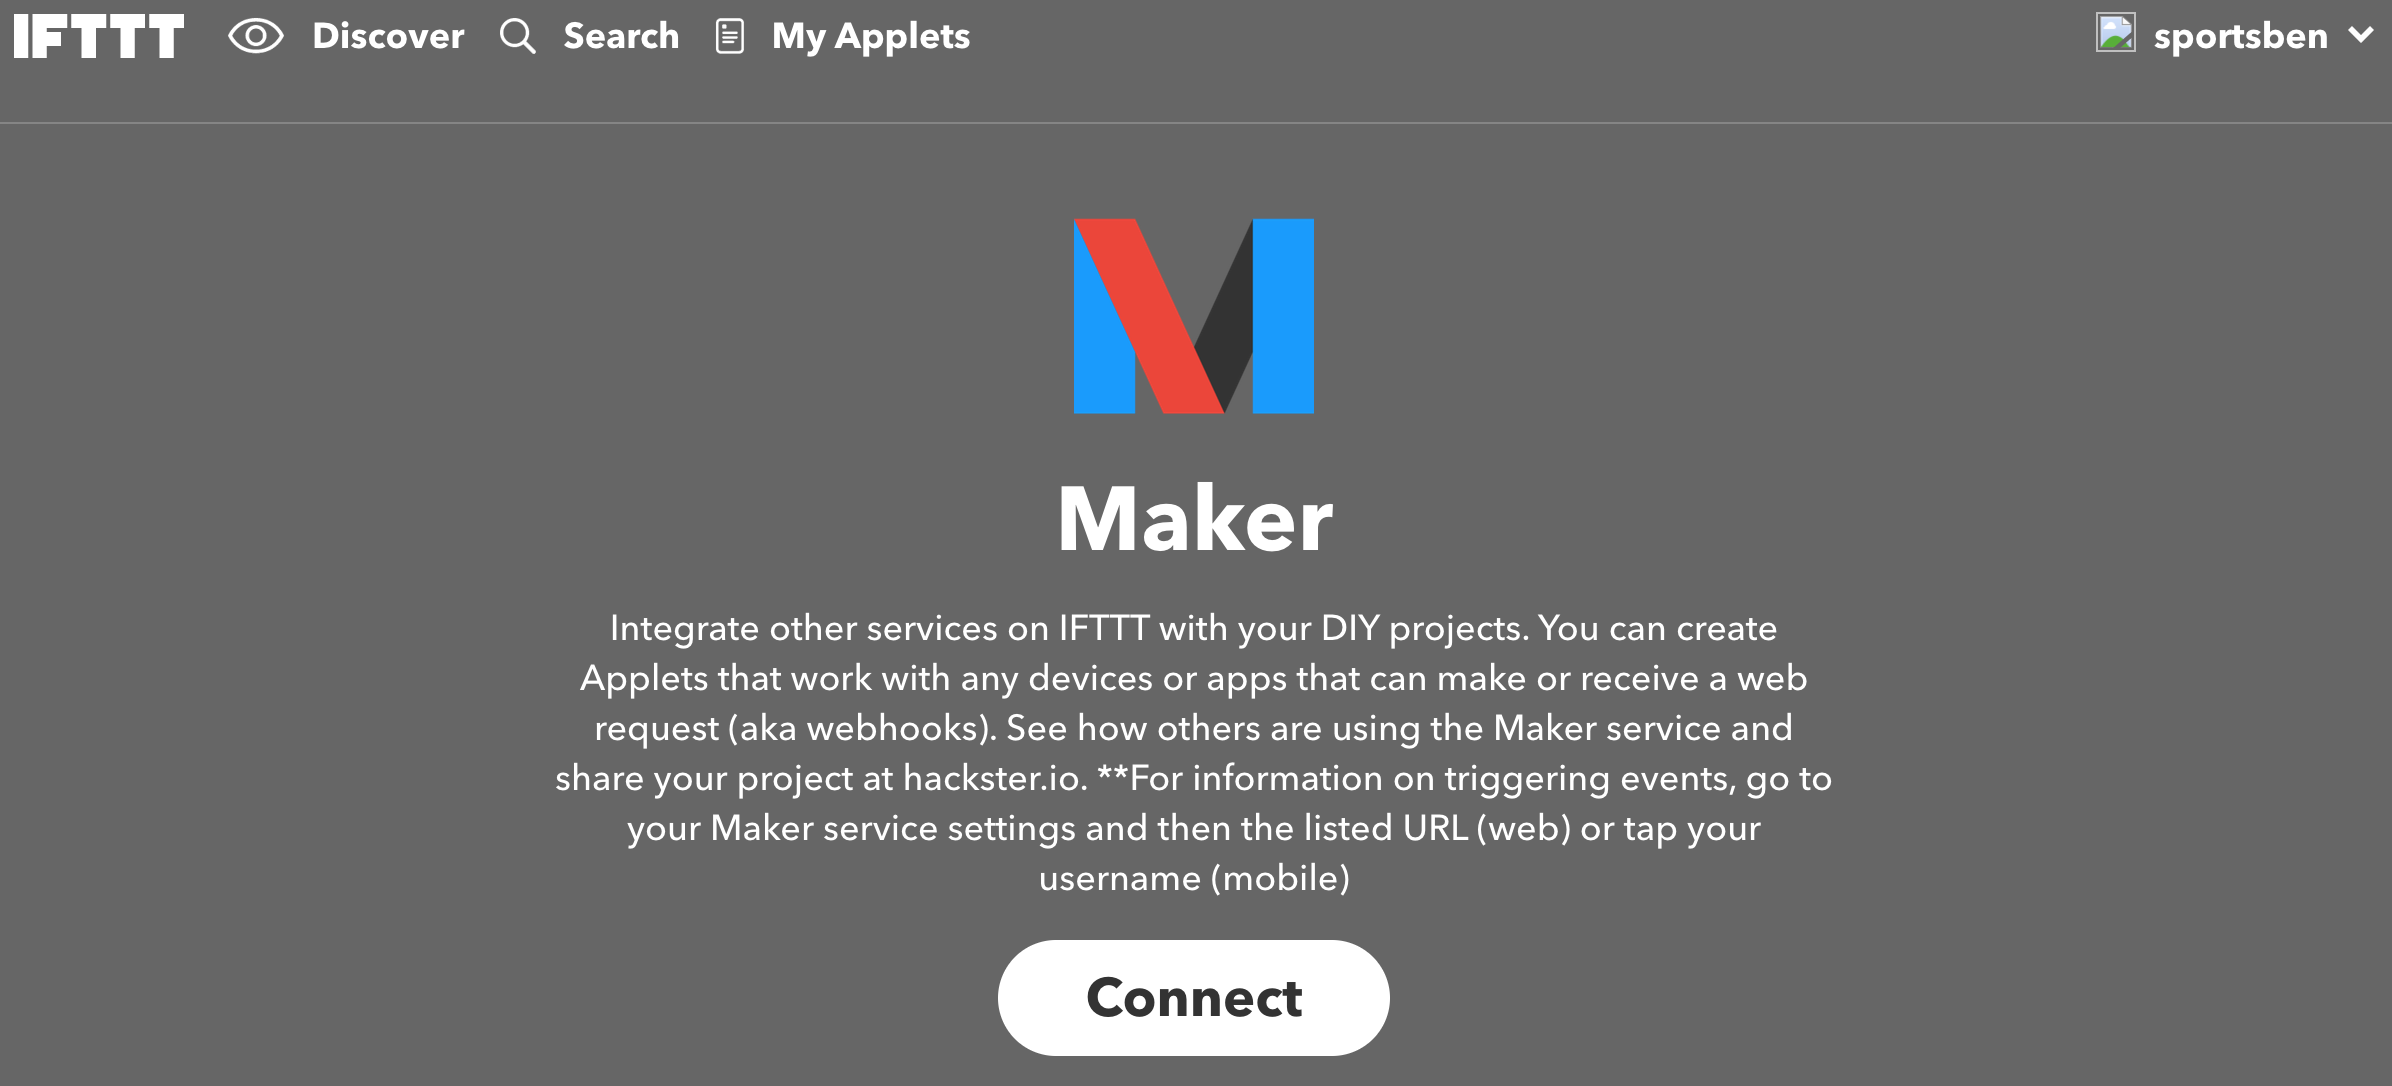 IFTTT Discover Search My Applets sportsben
Maker
Integrate other services on IFTTT with your DIY projects. You can create
Applets that work with any devices or apps that can make or receive a web
request (aka webhooks). See how others are using the Maker service and
share your project at hackster.io. **For information on triggering events, go to
your Maker service settings and then the listed URL (web) or tap your
username (mobile)
Connect